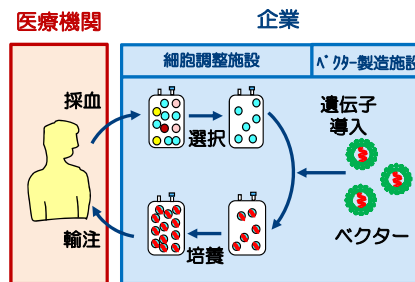 医療機関
企業
細胞調整施設
ﾍﾞｸﾀｰ製造施設
採血
選択
遺伝子
導入
ベクター
培養
輸注